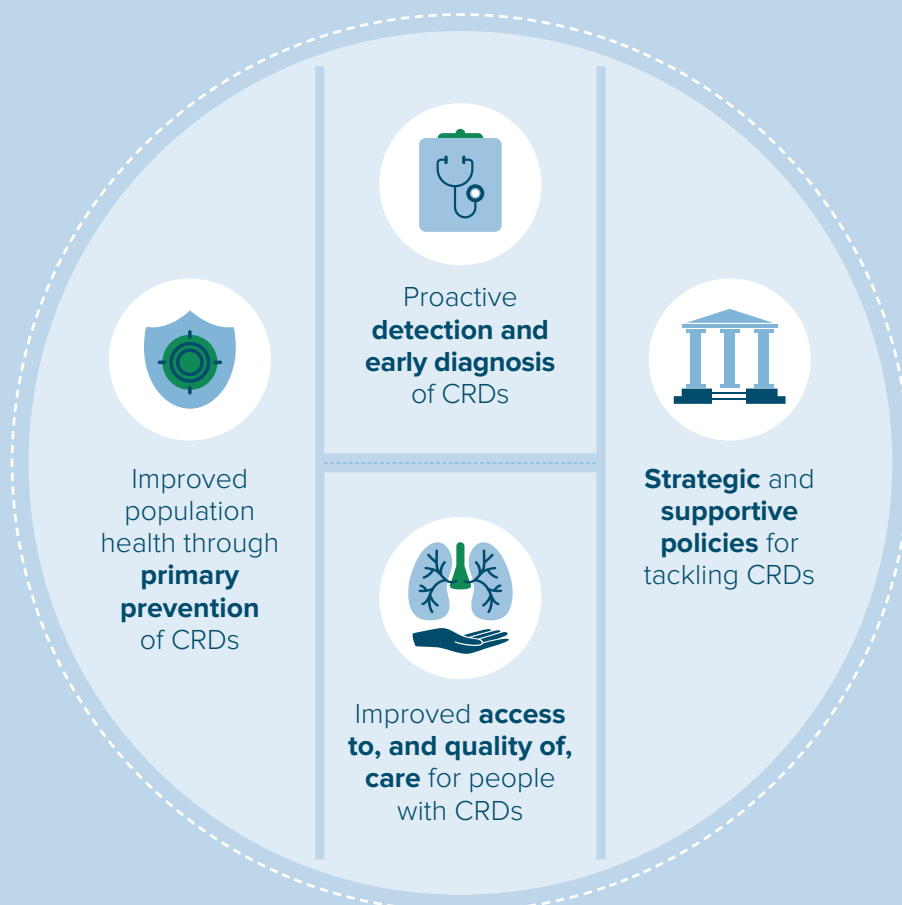 Improved
population
health through
primary
prevention
of CRDs
Proactive
detection and
early diagnosis
of CRDs
Improved access
to, and quality of,
care for people
with CRDs
Strategic and
supportive
policies for
tackling CRDs